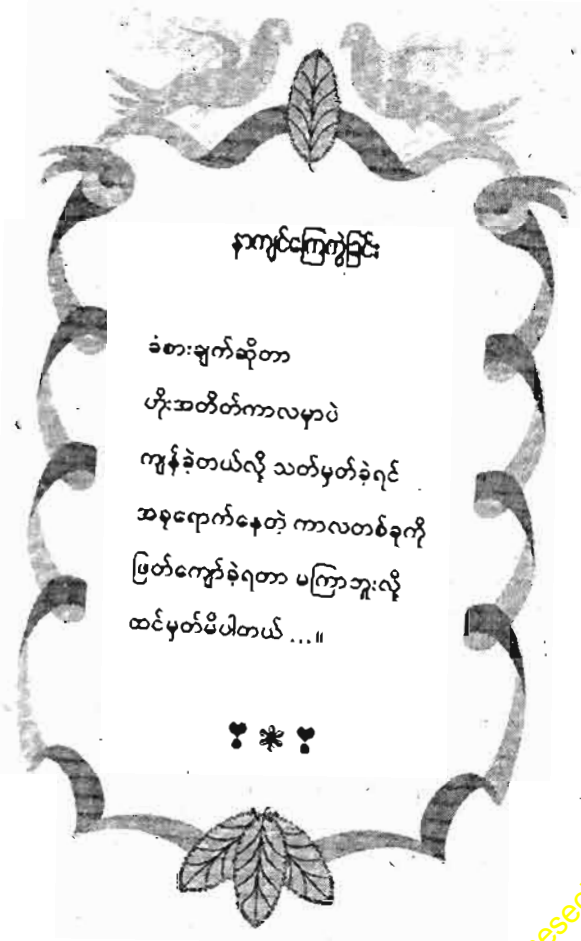 နာကျင်ကြေကွဲခြင်း
ခံစားချက်ဆိုတာ
ဟိုးအတိတ်ကာလမှာပဲ
ကျန်ခဲ့တယ်လို့ သတ်မှတ်ခဲ့ရင်
အခုရောက်နေတဲ့ ကာလတစ်ခုကို
ဖြတ်ကျော်ခဲ့ရတာ မကြာဘူးလို့
ထင်မှတ်မိပါတယ် ...။